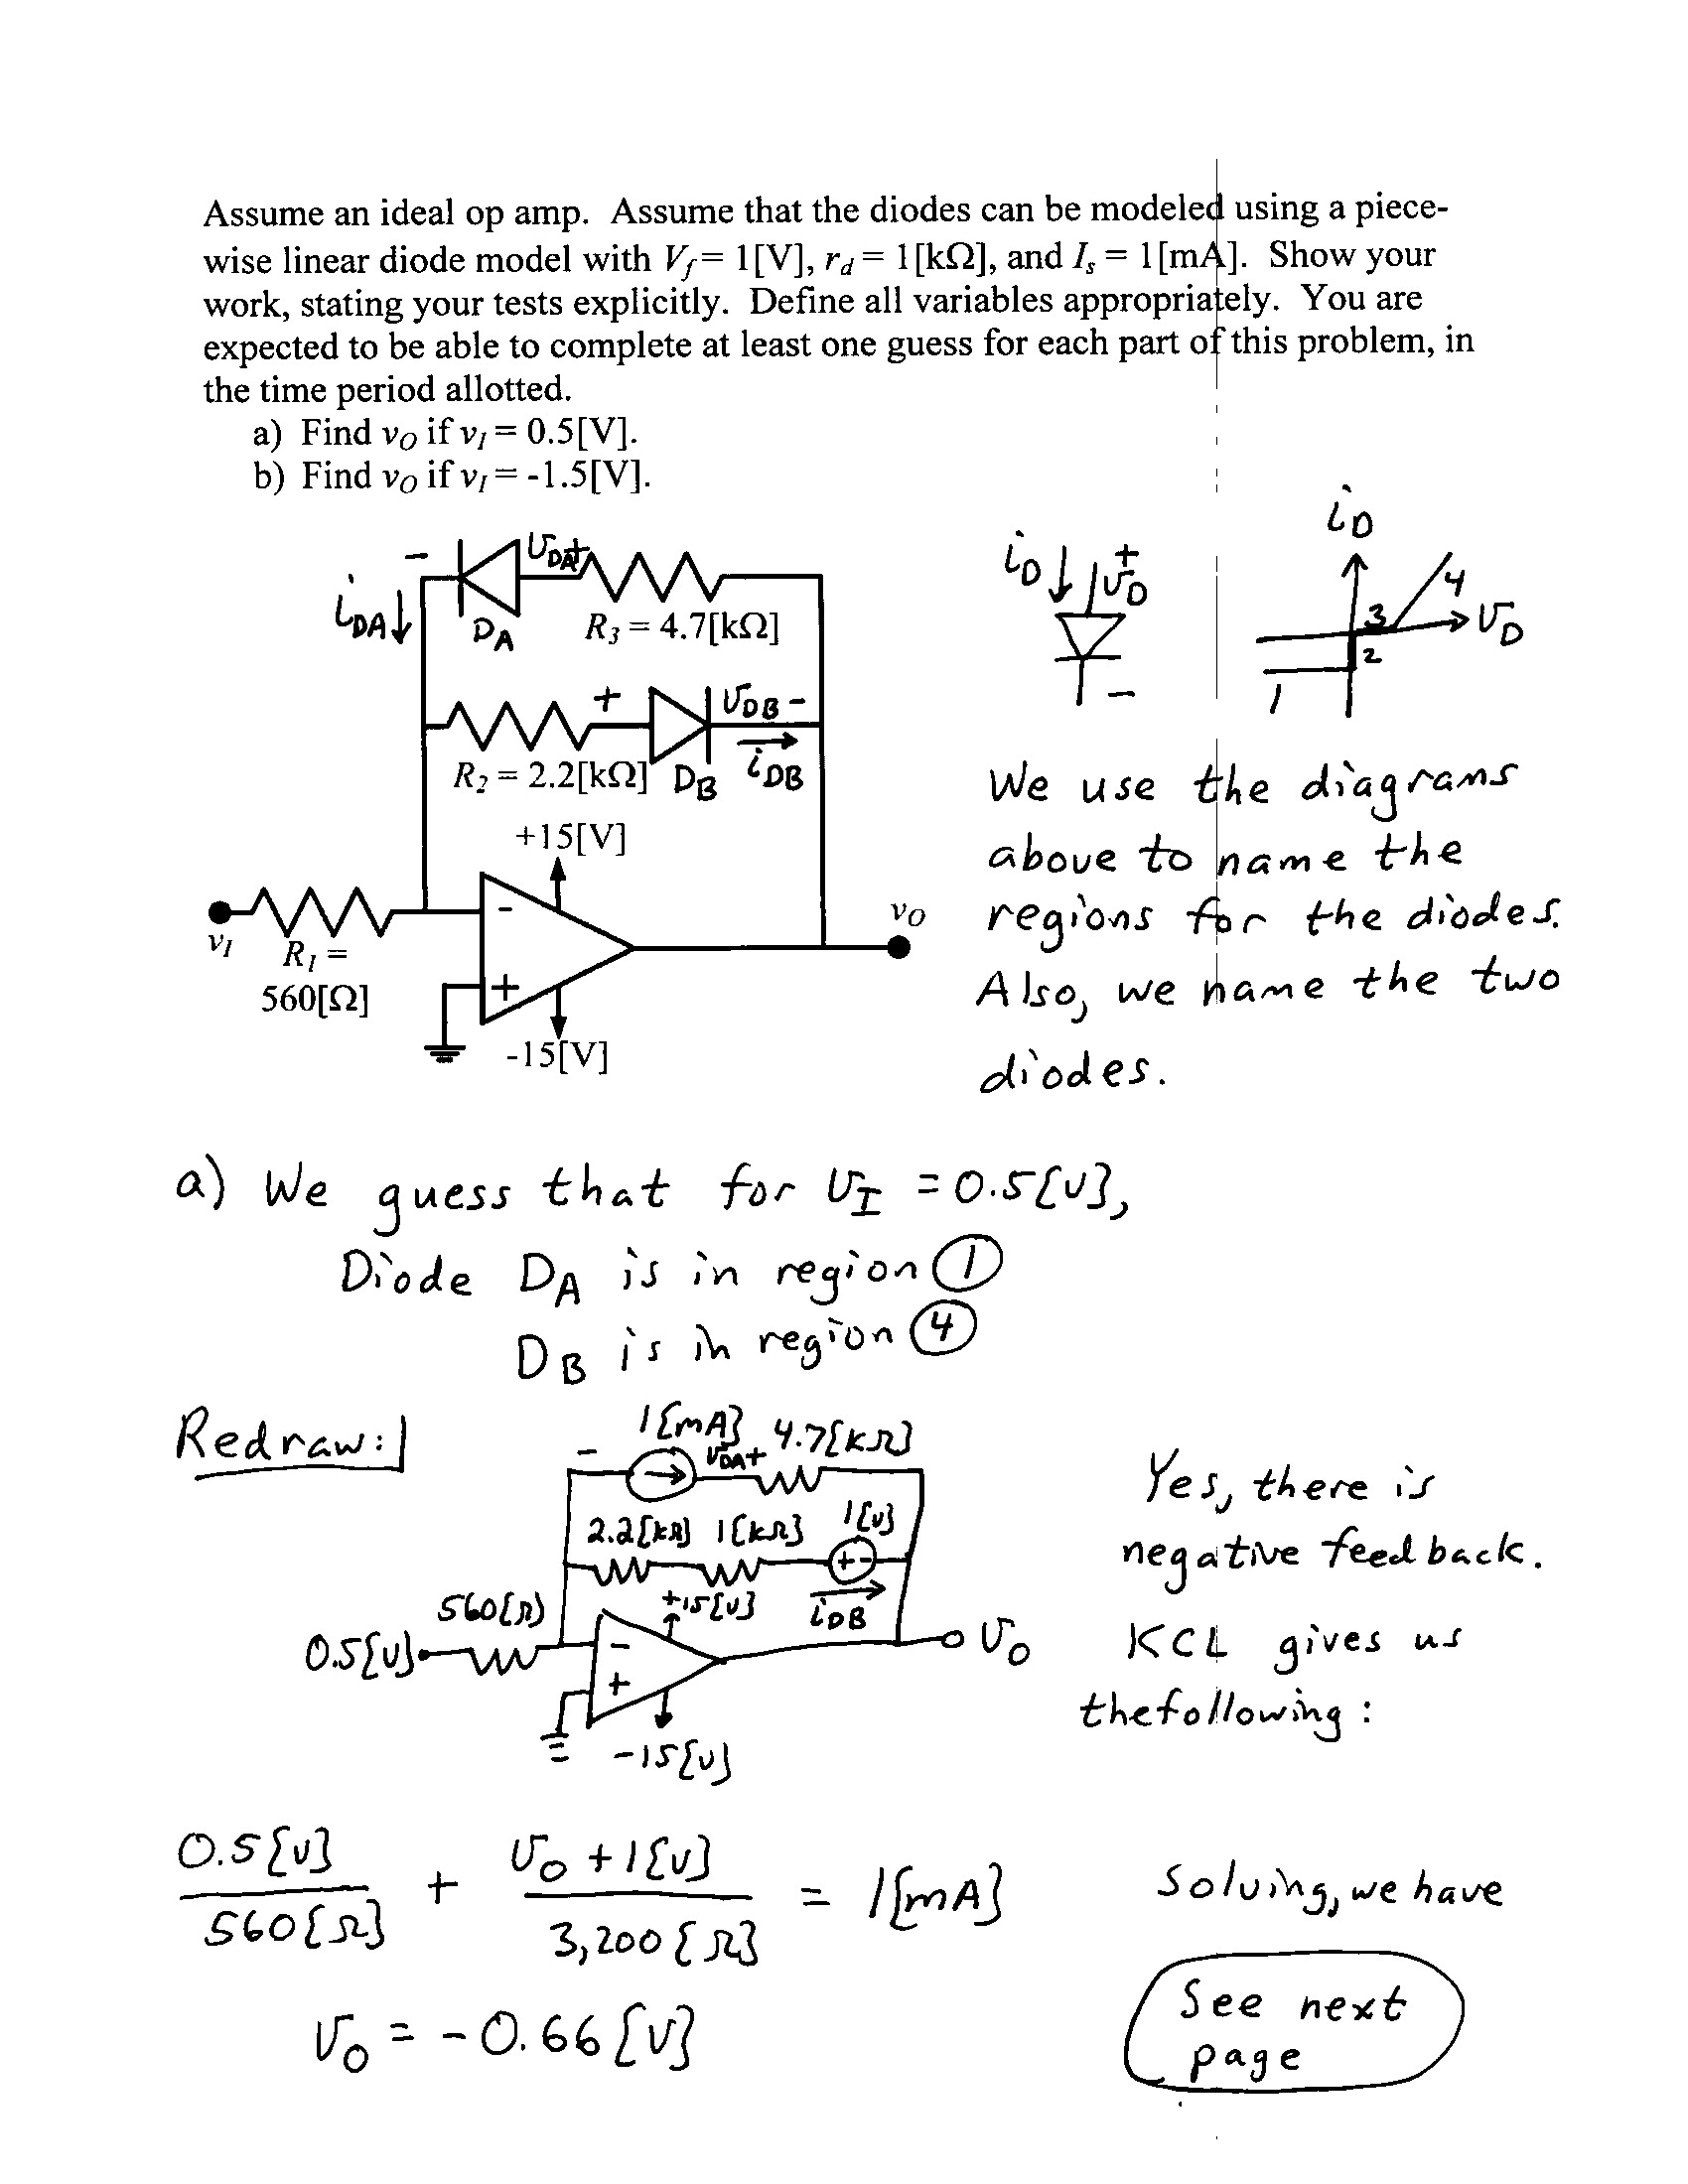 Assume an ideal op amp.  Assume that the diodes can be modeled using a piece-
wise linear diode model with Vf = 1[V], rd = 1[kΩ], and Is = 1[mA].  Show your
work, stating your tests explicitly.  Define all variables appropriately.  You are
expected to be able to complete at least one guess for each part of this problem, in
the time period allotted.
a) Find vO if vI = 0.5[V].
b) Find vO if vI = -1.5[V].
- vDA +
iDA
DA
R3 = 4.7[kΩ]
+ vDB -
R2 = 2.2[kΩ]
DB
iDB
+15[V]
-
+
vI
R1 =
560[Ω]
-15[V]
vO
iD
+
vD
-
iD
vD
4
3
2
1
We use the diagrams
above to name the
regions for the diodes.
Also, we name the two
diodes.
a) We guess that for vI = 0.5[V],
Diode DA is in region 1
DB is in region 4
Redraw:
1[mA]
- vDA +
4.7[kΩ]
2.2[kΩ] 1[kΩ] 1[V]
+ -
iDB
560[Ω]
+15[V]
0.5[V]
-
+
-15[V]
vO
Yes, there is
negative feedback.
KCL gives us
the following:
0.5[V] / 560[Ω] + vO + 1[V] / 3,200[Ω] = 1[mA]
Solving, we have
vO = -0.66[V]
See next
page